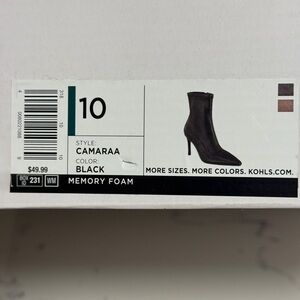 10
STYLE:
CAMARAA
COLOR:
BLACK
$49.99
231 WM
MEMORY FOAM
MORE SIZES. MORE COLORS. KOHLS.COM.